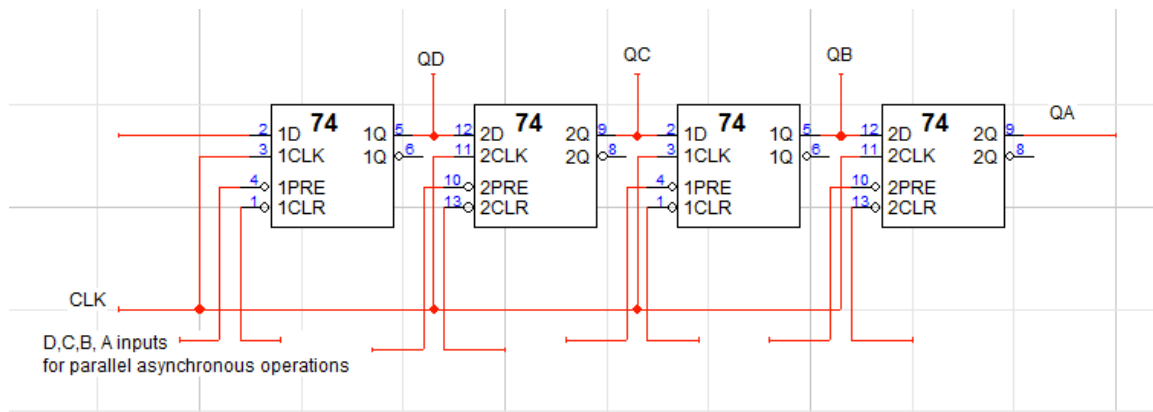 QD
QC
QB
QA
74
2 1D 1Q 5
3 1CLK 1Q 6
4 1PRE
1 1CLR
74
12 2D 2Q 9
11 2CLK 2Q 8
10 2PRE
13 2CLR
74
2 1D 1Q 5
3 1CLK 1Q 6
4 1PRE
1 1CLR
74
12 2D 2Q 9
11 2CLK 2Q 8
10 2PRE
13 2CLR
CLK
D,C,B, A inputs
for parallel asynchronous operations